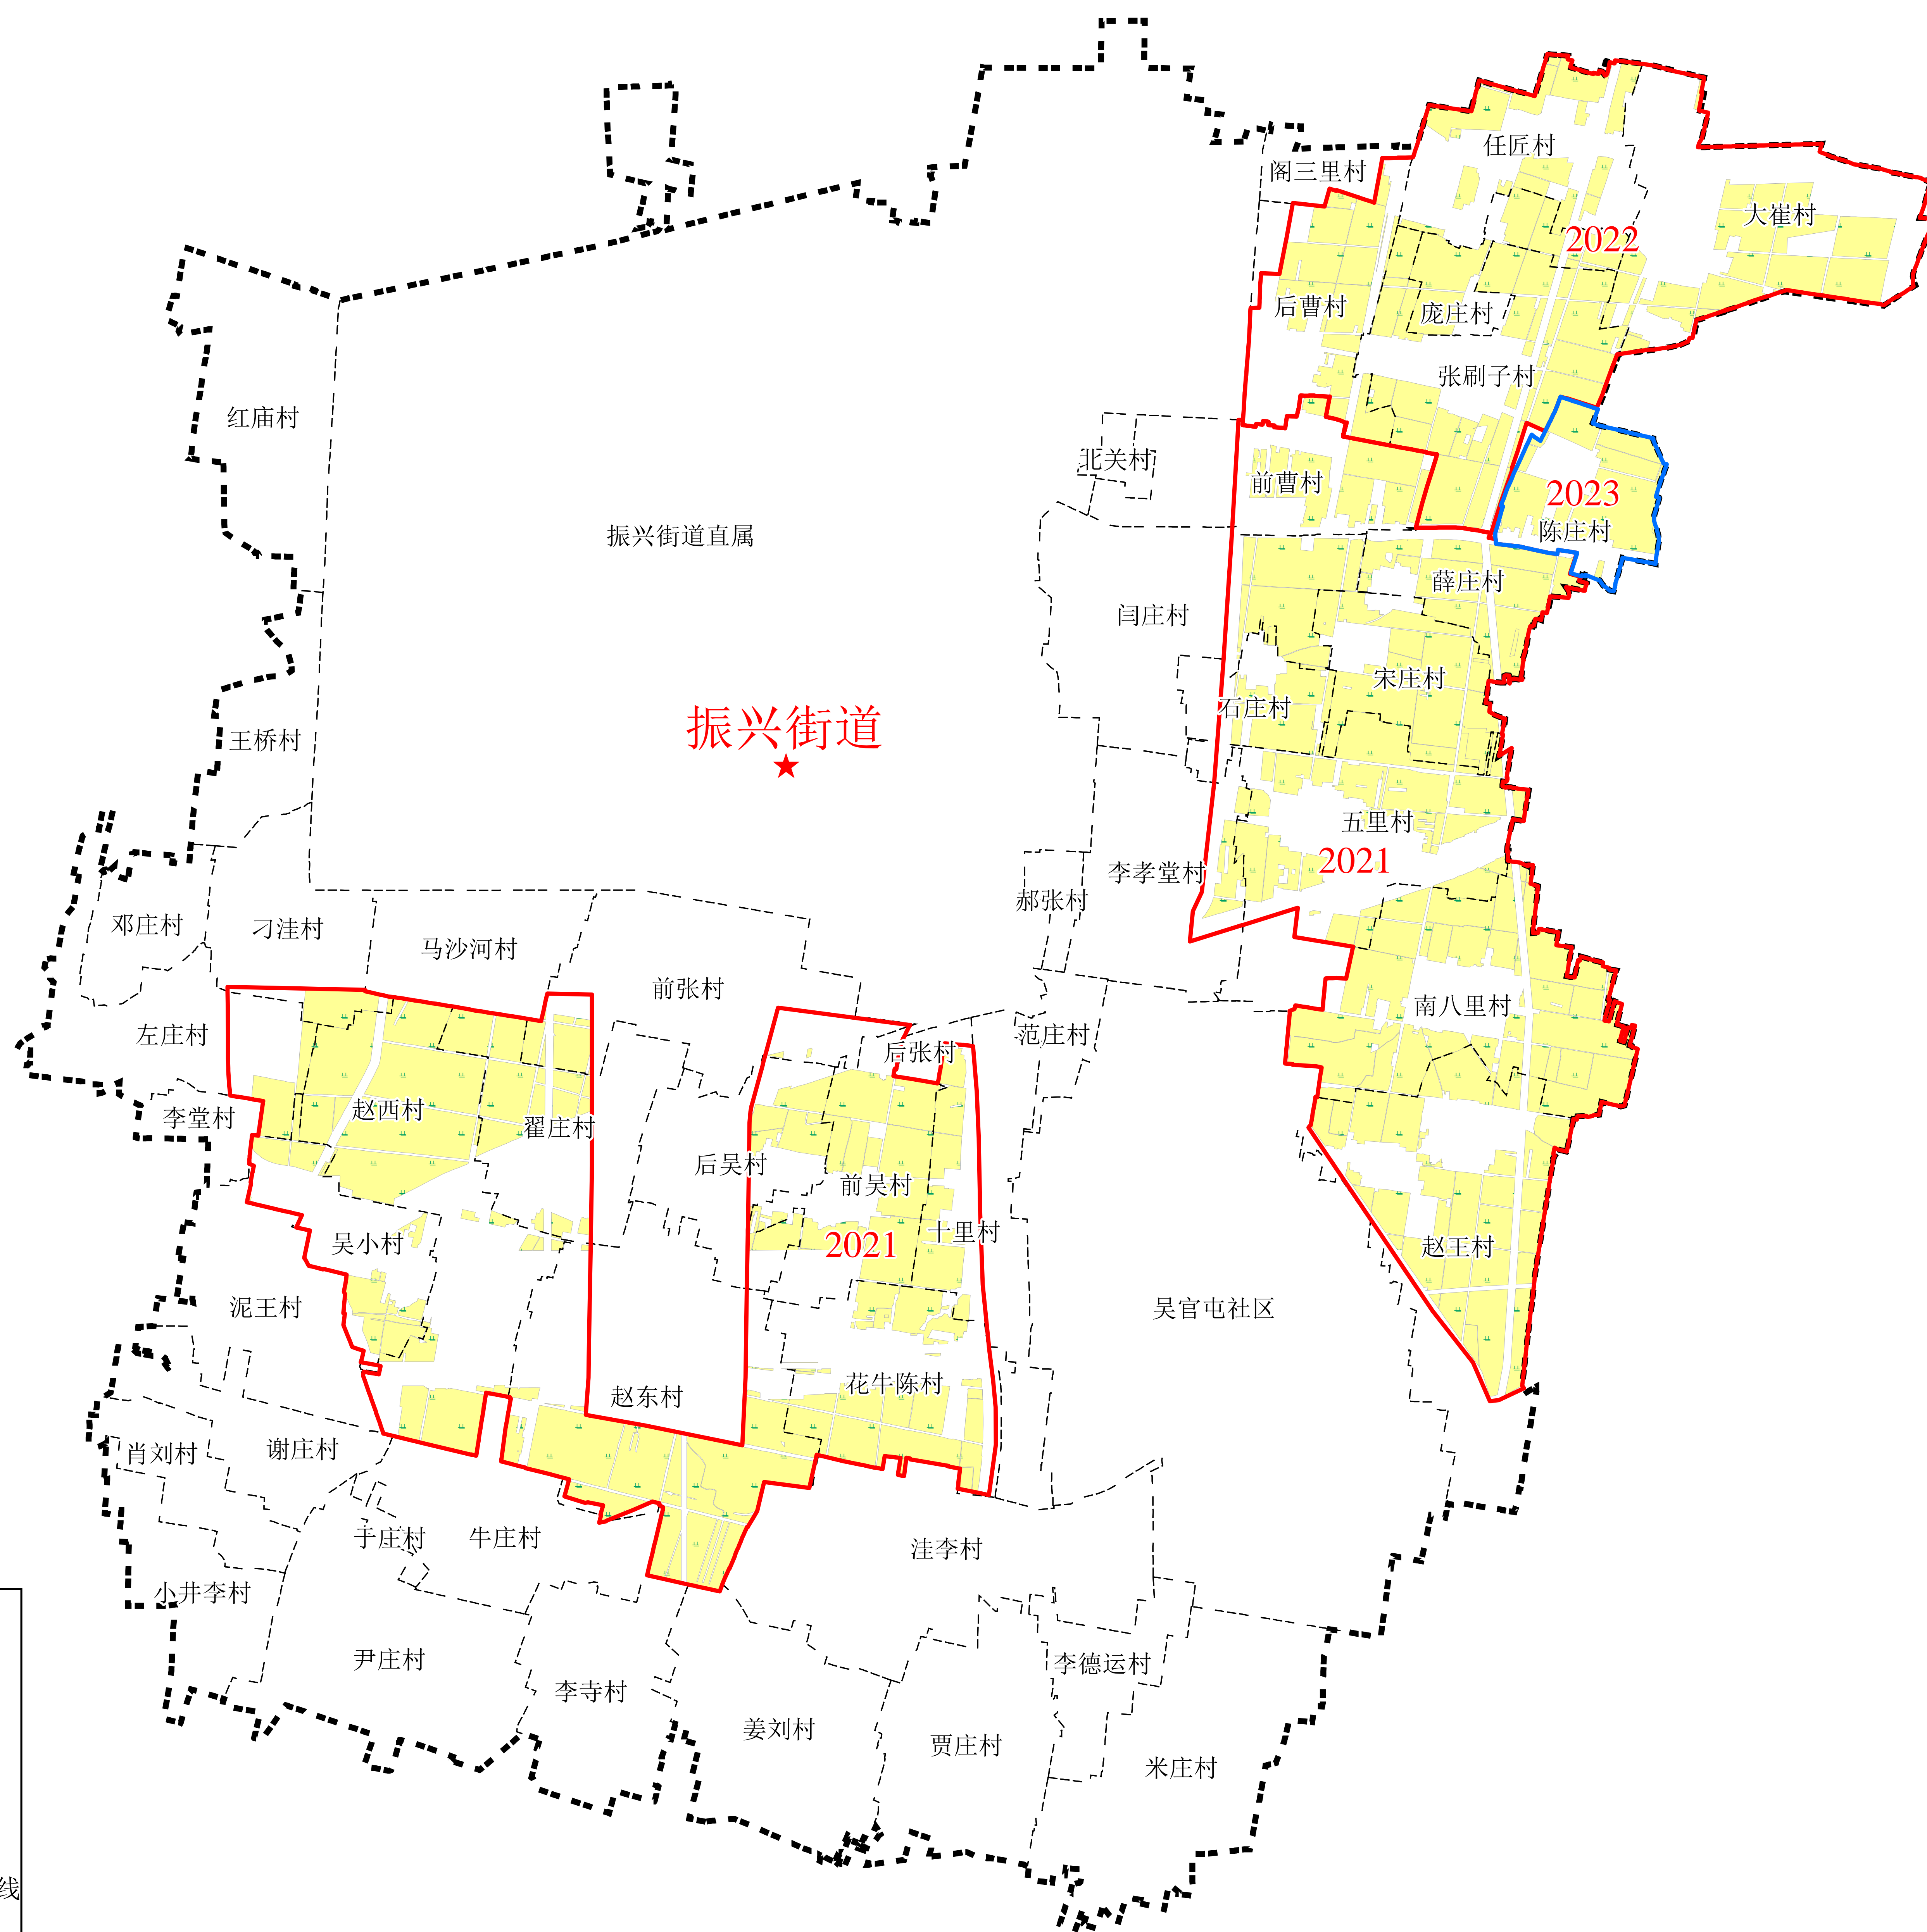 任匠村
阁三里村
大崔村
2022
后曹村
庞庄村
张刷子村
红庙村
北关村
前曹村
2023
振兴街道直属
陈庄村
薛庄村
闫庄村
宋庄村
石庄村
振兴街道
王桥村
五里村
2021
李孝堂村
郝张村
邓庄村
刁洼村
马沙河村
前张村
南八里村
左庄村
范庄村
后张村
赵西村
李堂村
翟庄村
后吴村
前吴村
十里村
吴小村
2021
赵王村
泥王村
吴官屯社区
花牛陈村
赵东村
谢庄村
肖刘村
于庄村
牛庄村
洼李村
小井李村
尹庄村
李德运村
李寺村
姜刘村
贾庄村
米庄村
线